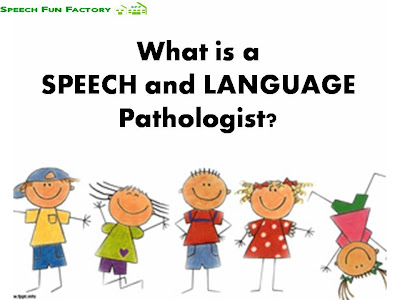 SPEECH FUN FACTORY
What is a
SPEECH and LANGUAGE
Pathologist?